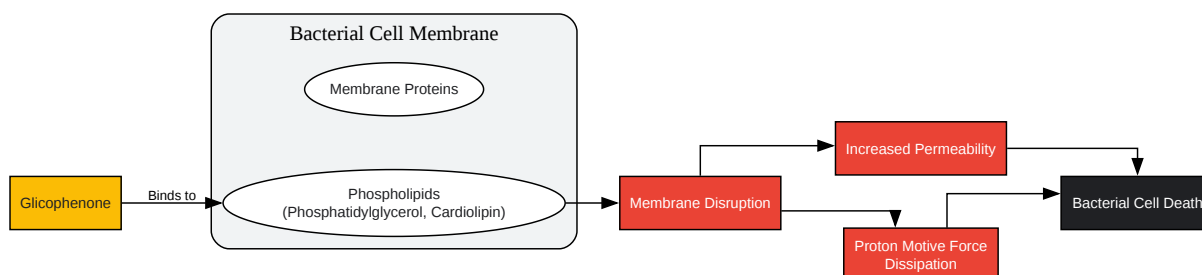 Bacterial Cell Membrane
Membrane Proteins
Glicophenone
Binds to
Phospholipids
(Phosphatidylglycerol, Cardiolipin)
Membrane Disruption
Increased Permeability
Proton Motive Force
Dissipation
Bacterial Cell Death